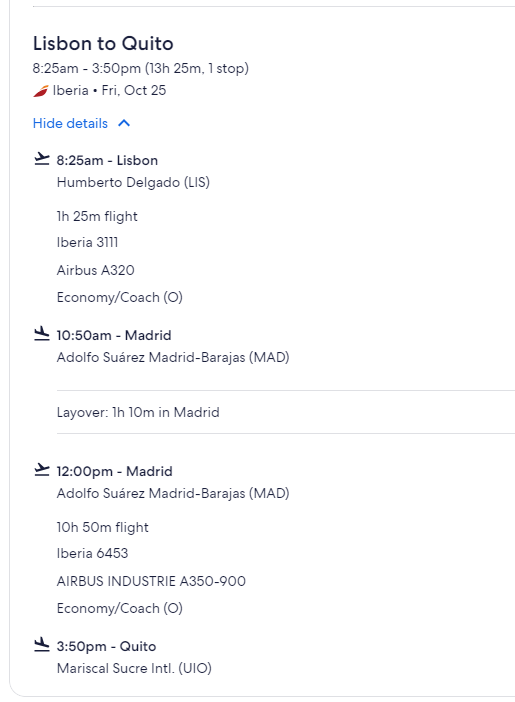 Lisbon to Quito
8:25am - 3:50pm (13h 25m, 1 stop)
Iberia • Fri, Oct 25
Hide details
8:25am - Lisbon
Humberto Delgado (LIS)
1h 25m flight
Iberia 3111
Airbus A320
Economy/Coach (O)
10:50am - Madrid
Adolfo Suárez Madrid-Barajas (MAD)
Layover: 1h 10m in Madrid
12:00pm - Madrid
Adolfo Suárez Madrid-Barajas (MAD)
10h 50m flight
Iberia 6453
AIRBUS INDUSTRIE A350-900
Economy/Coach (O)
3:50pm - Quito
Mariscal Sucre Intl. (UIO)